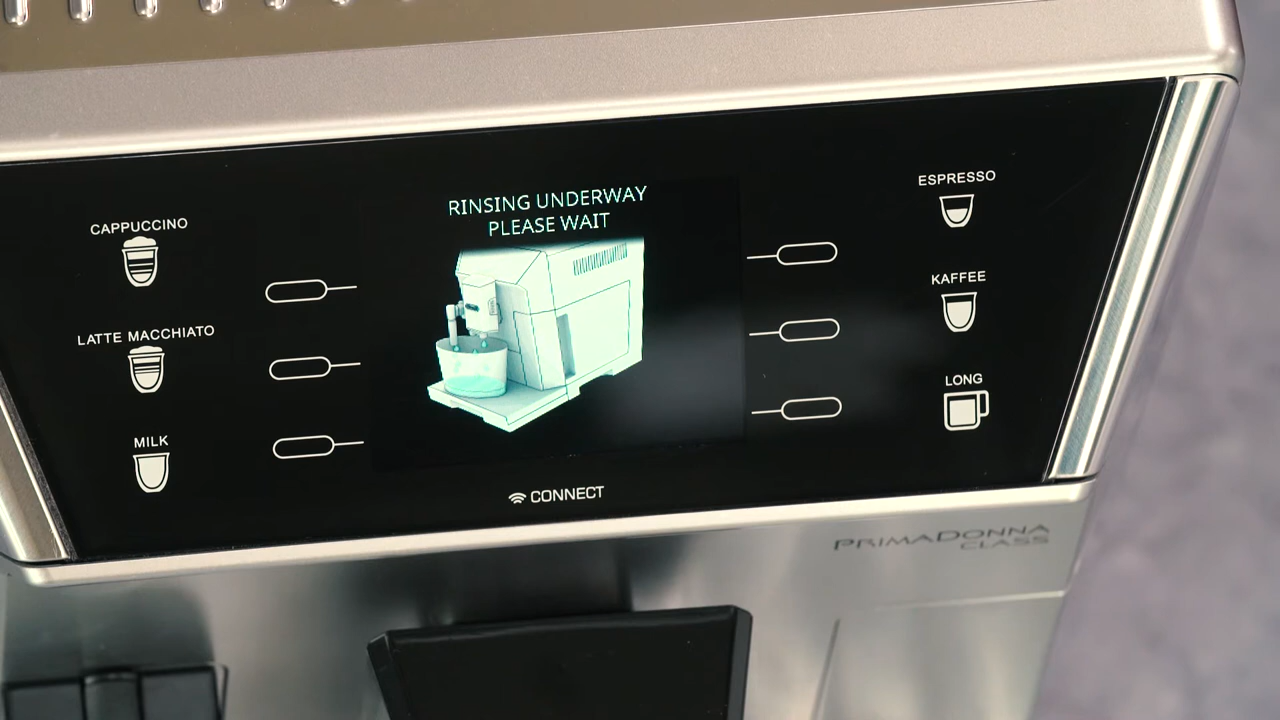 CAPPUCCINO
LATTE MACCHIATO
MILK
RINSING UNDERWAY
PLEASE WAIT
CONNECT
ESPRESSO
KAFFEE
LONG
PRIMADONNA
CLASS